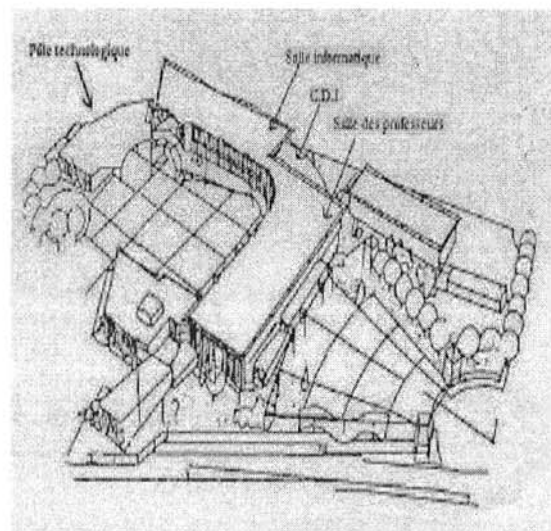 Pôle technologique
Salle informatique
C.D.I
Salle des professeurs